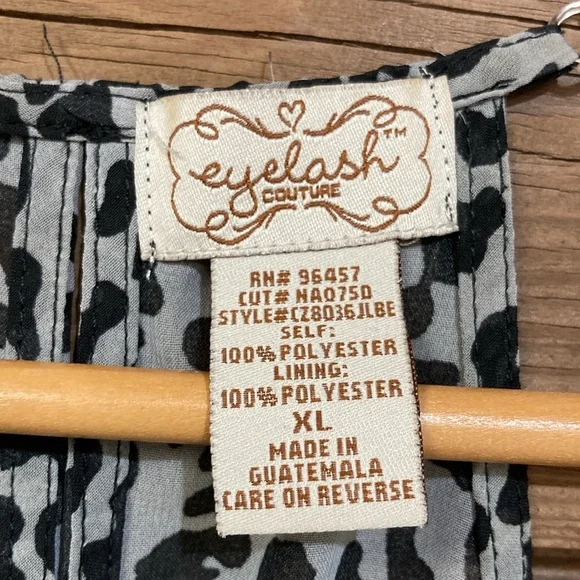 eyelash™
COUTURE
RN# 96457
CUT# NAQ75D
STYLE#CZ8036JLBE
SELF:
100% POLYESTER
LINING:
100% POLYESTER
XL
MADE IN
GUATEMALA
CARE ON REVERSE